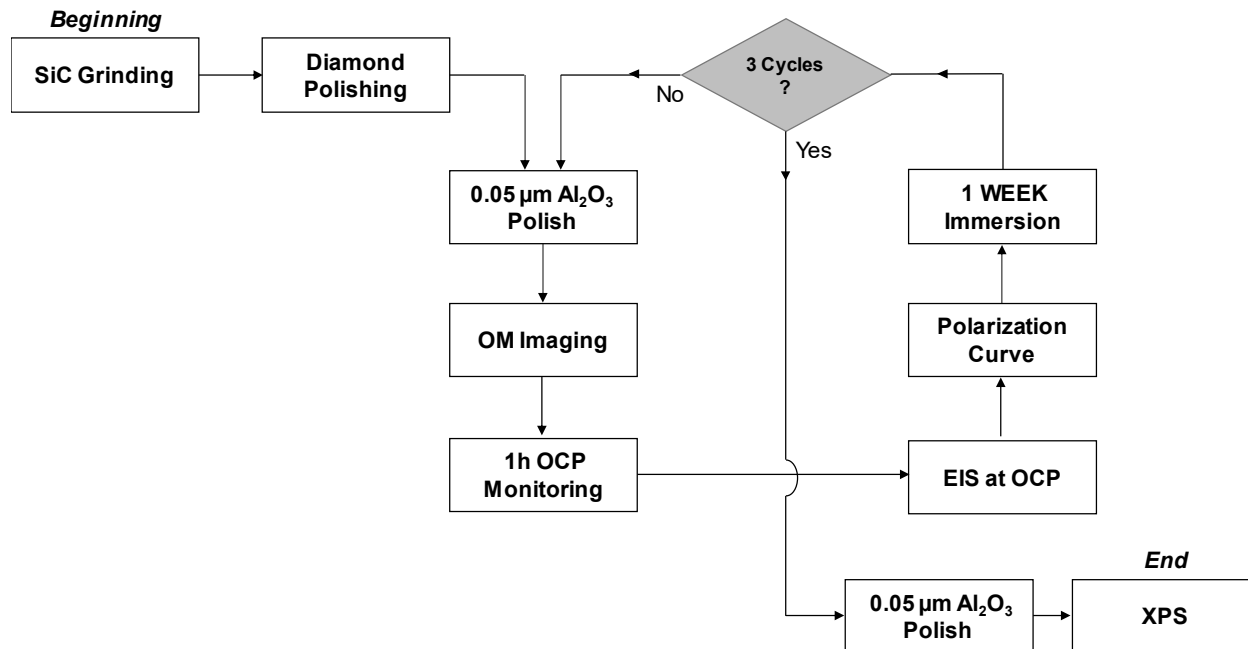 Beginning
SiC Grinding
Diamond
Polishing
3 Cycles
?
No
Yes
0.05 µm Al₂O₃
Polish
1 WEEK
Immersion
OM Imaging
Polarization
Curve
1h OCP
Monitoring
EIS at OCP
End
0.05 µm Al₂O₃
Polish
XPS